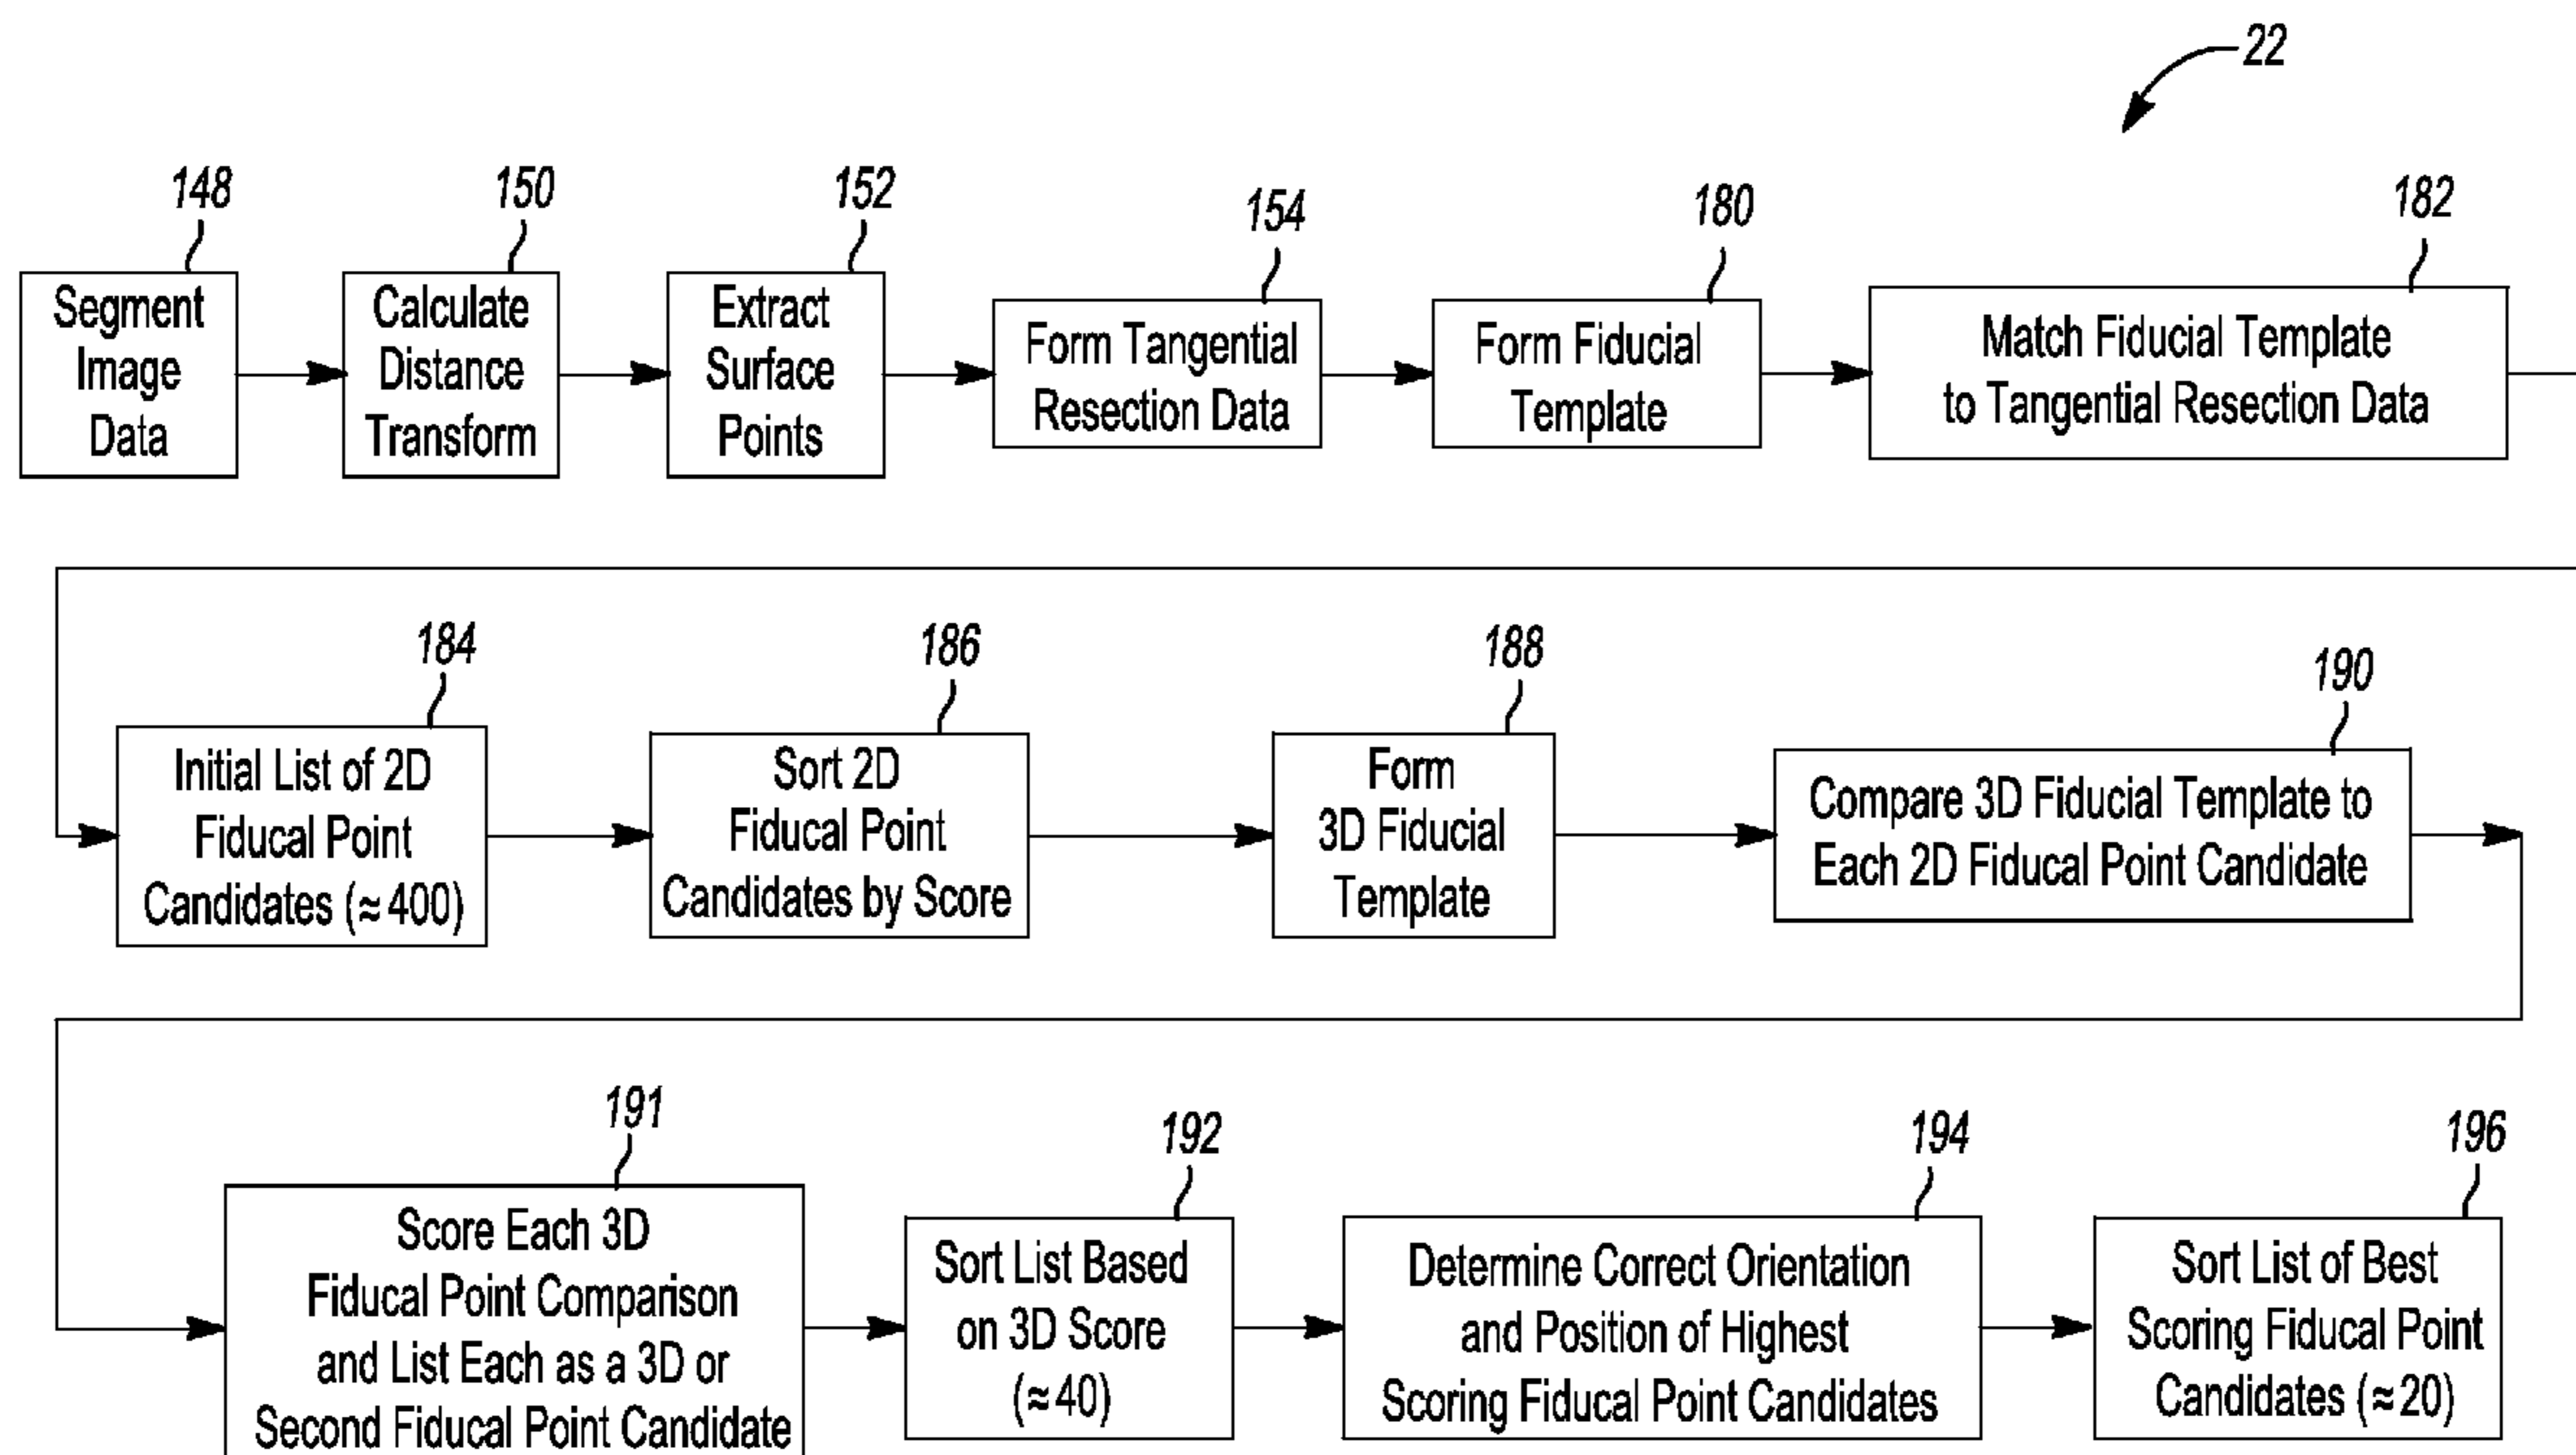 22
148
Segment
Image
Data
150
Calculate
Distance
Transform
152
Extract
Surface
Points
154
Form Tangential
Resection Data
180
Form Fiducial
Template
182
Match Fiducial Template
to Tangential Resection Data
184
Initial List of 2D
Fiducal Point
Candidates (≈400)
186
Sort 2D
Fiducal Point
Candidates by Score
188
Form
3D Fiducial
Template
190
Compare 3D Fiducial Template to
Each 2D Fiducal Point Candidate
191
Score Each 3D
Fiducal Point Comparison
and List Each as a 3D or
Second Fiducal Point Candidate
192
Sort List Based
on 3D Score
(≈40)
194
Determine Correct Orientation
and Position of Highest
Scoring Fiducal Point Candidates
196
Sort List of Best
Scoring Fiducal Point
Candidates (≈20)